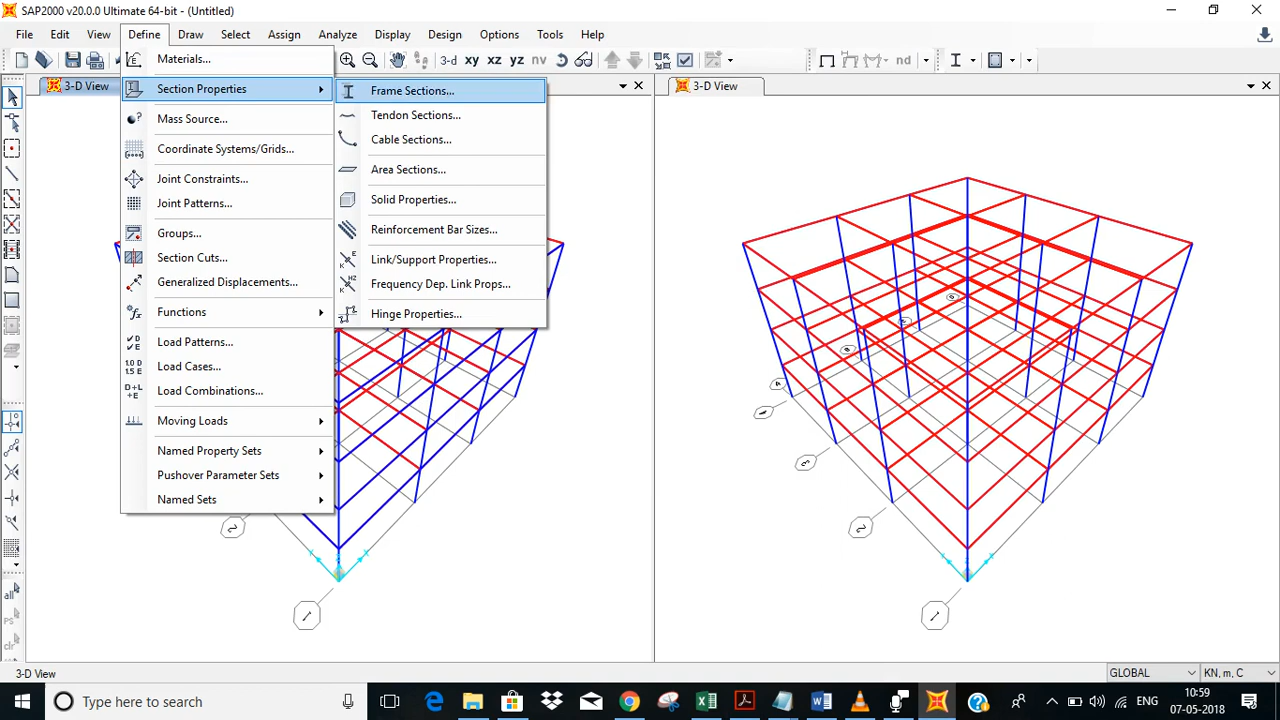 SAP2000 v20.0.0 Ultimate 64-bit - (Untitled)
File Edit View Define Draw Select Assign Analyze Display Design Options Tools Help
3-d xy xz yz nv nd
3-D View
3-D View
Materials...
Section Properties
Mass Source...
Coordinate Systems/Grids...
Joint Constraints...
Joint Patterns...
Groups...
Section Cuts...
Generalized Displacements...
Functions
Load Patterns...
Load Cases...
Load Combinations...
Moving Loads
Named Property Sets
Pushover Parameter Sets
Named Sets
Frame Sections...
Tendon Sections...
Cable Sections...
Area Sections...
Solid Properties...
Reinforcement Bar Sizes...
Link/Support Properties...
Frequency Dep. Link Props...
Hinge Properties...
all
PS
clr
3-D View
GLOBAL
KN, m, C
Type here to search
ENG
10:59
07-05-2018